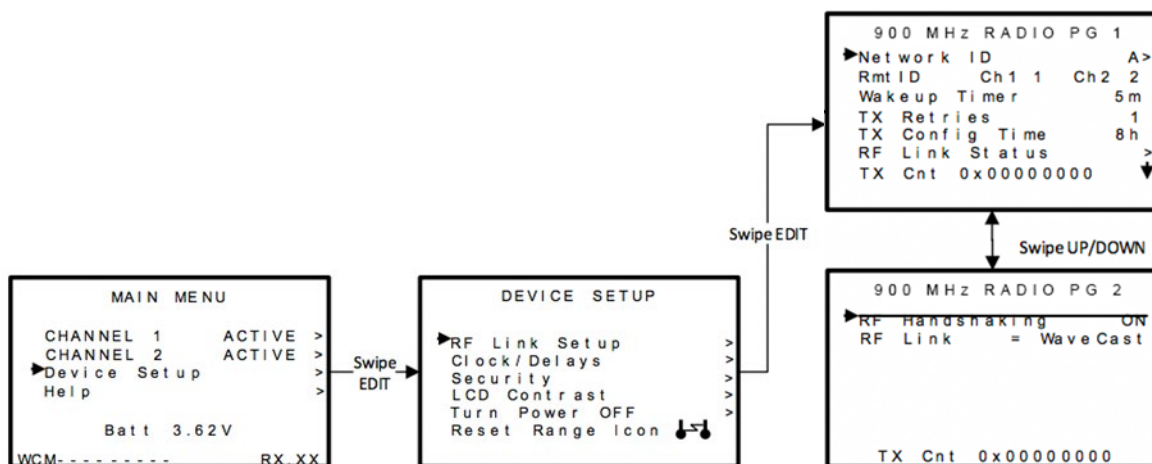 MAIN MENU
CHANNEL 1 ACTIVE >
CHANNEL 2 ACTIVE >
Device Setup >
Help >
Batt 3.62V
WCM--------- RX.XX
Swipe
EDIT
DEVICE SETUP
RF Link Setup >
Clock/Delays >
Security >
LCD Contrast >
Turn Power OFF >
Reset Range Icon
Swipe EDIT
900 MHz RADIO PG 1
Network ID A>
RmtID Ch1 1 Ch2 2
Wakeup Timer 5m
TX Retries 1
TX Config Time 8h
RF Link Status >
TX Cnt 0x00000000
Swipe UP/DOWN
900 MHz RADIO PG 2
RF Handshaking ON
RF Link = WaveCast
TX Cnt 0x00000000